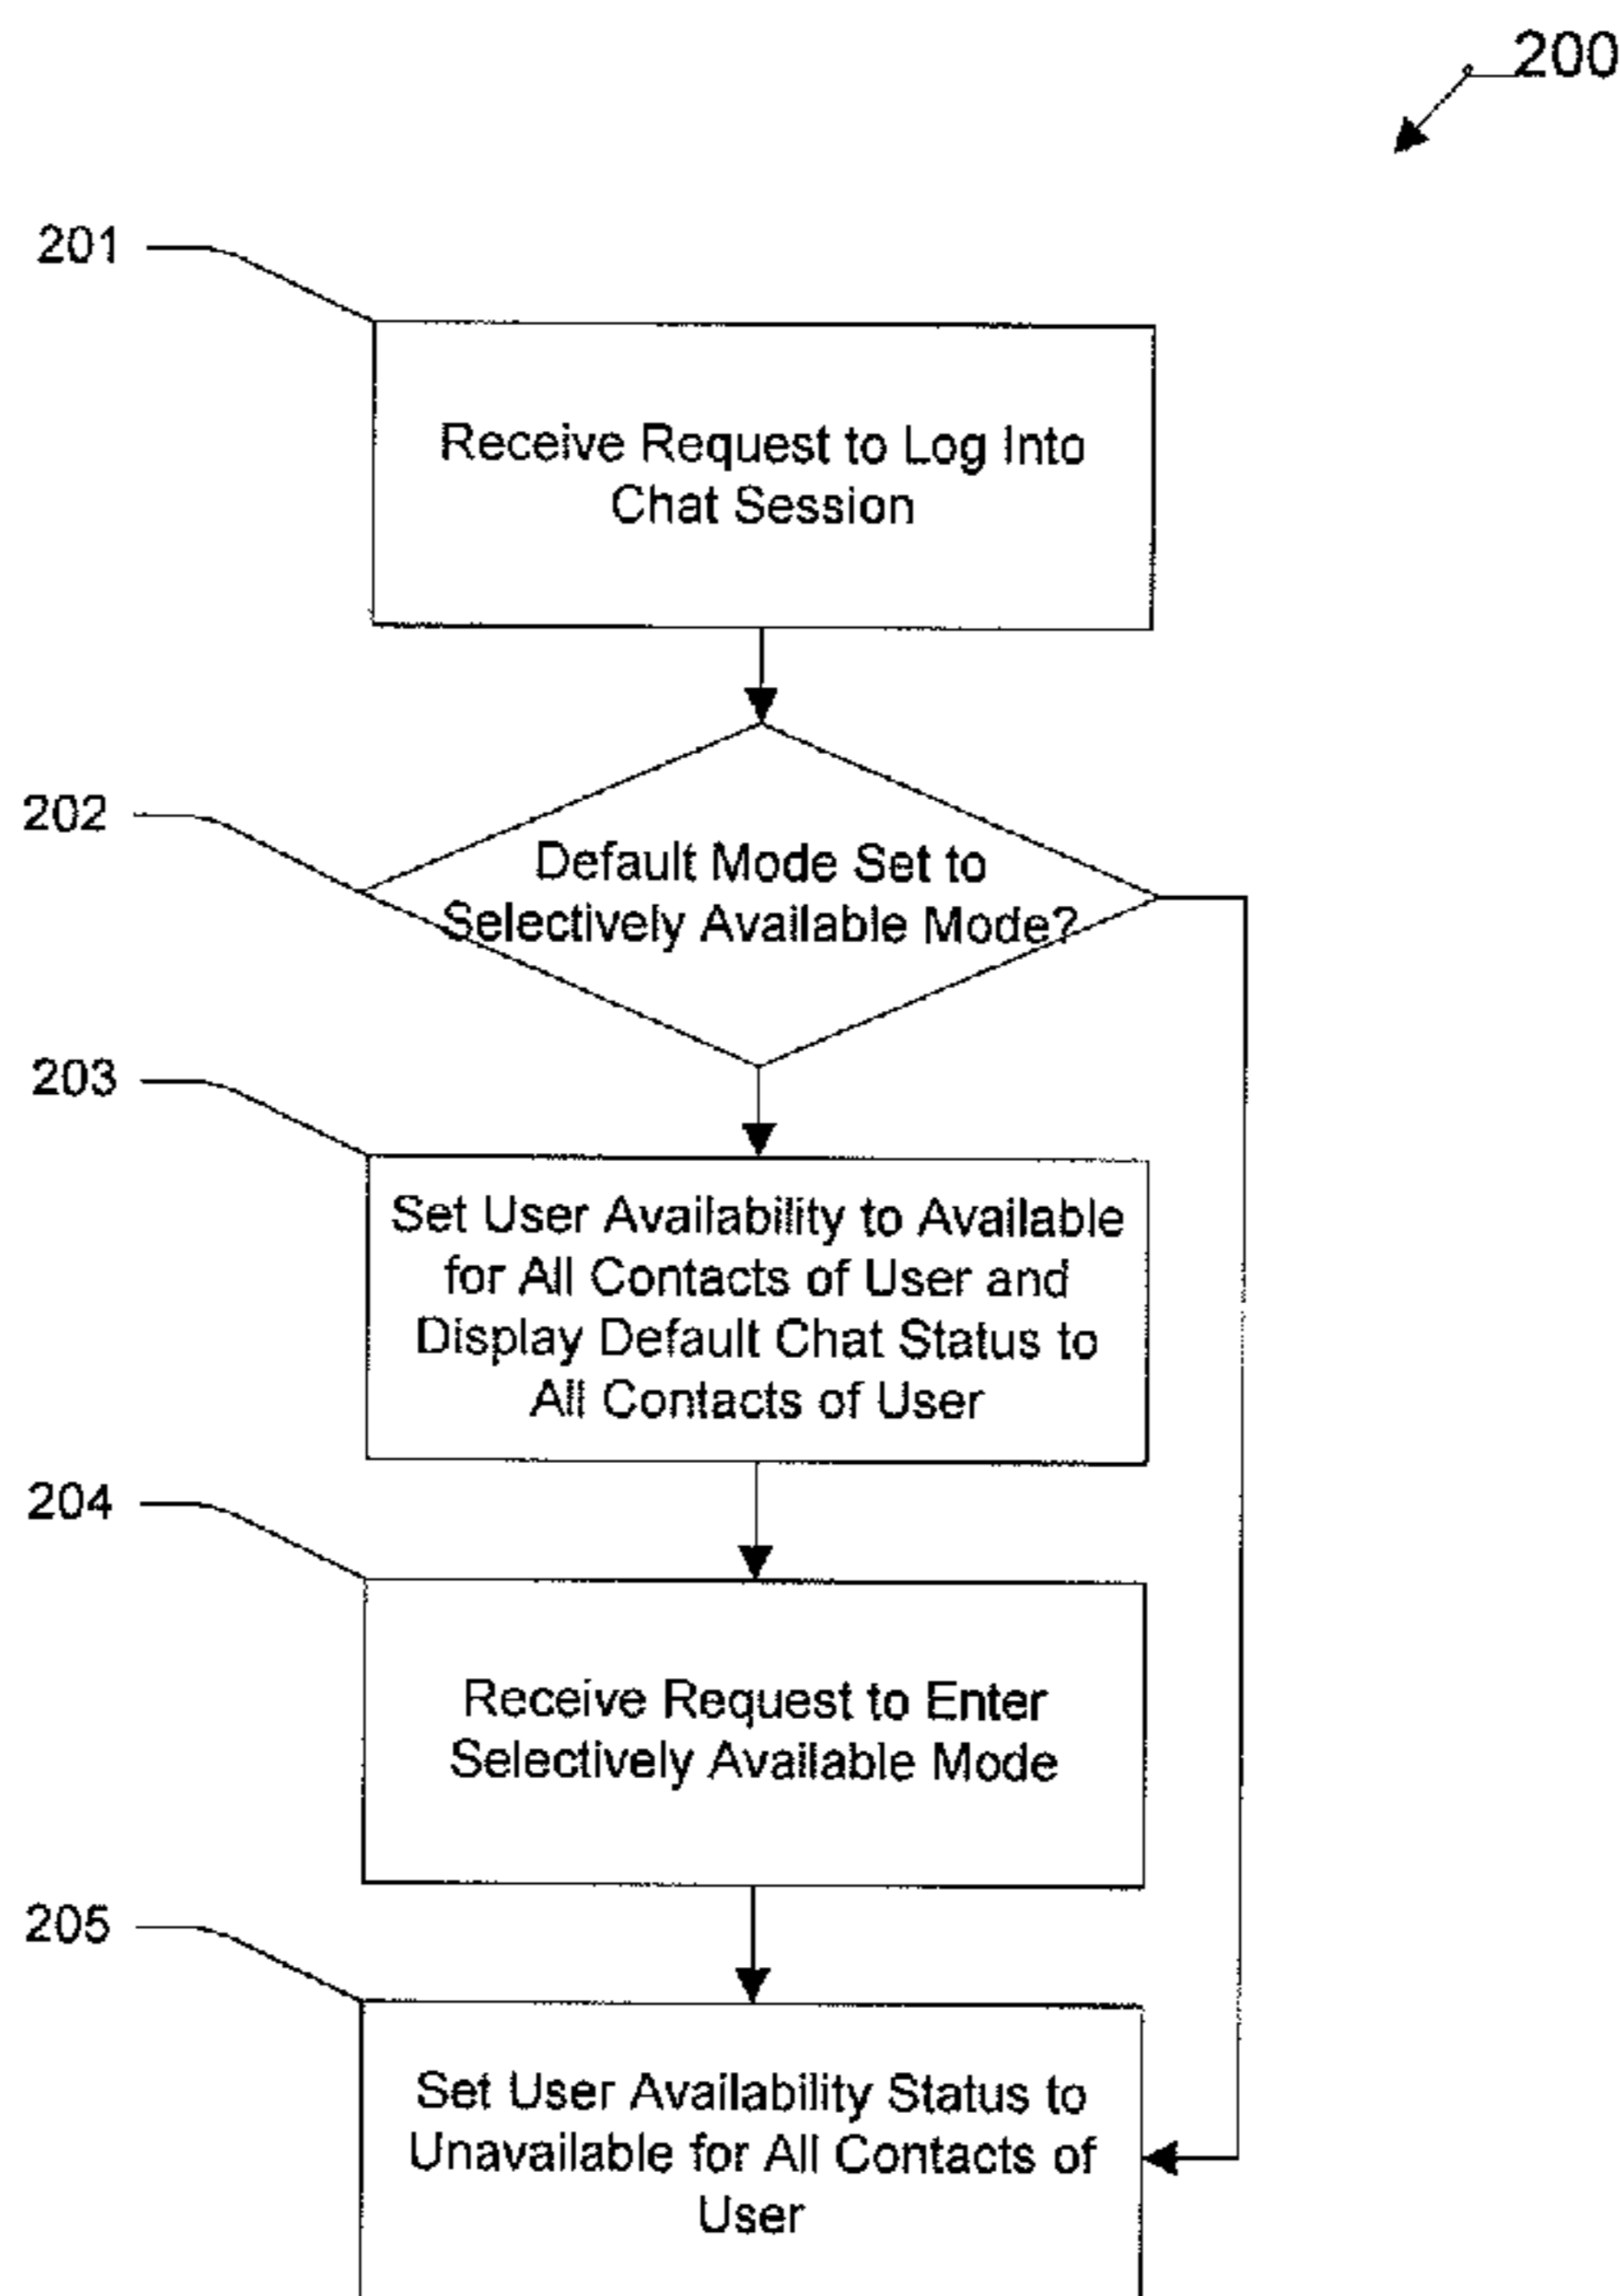 200
201
Receive Request to Log Into
Chat Session
202
Default Mode Set to
Selectively Available Mode?
203
Set User Availability to Available
for All Contacts of User and
Display Default Chat Status to
All Contacts of User
204
Receive Request to Enter
Selectively Available Mode
205
Set User Availability Status to
Unavailable for All Contacts of
User